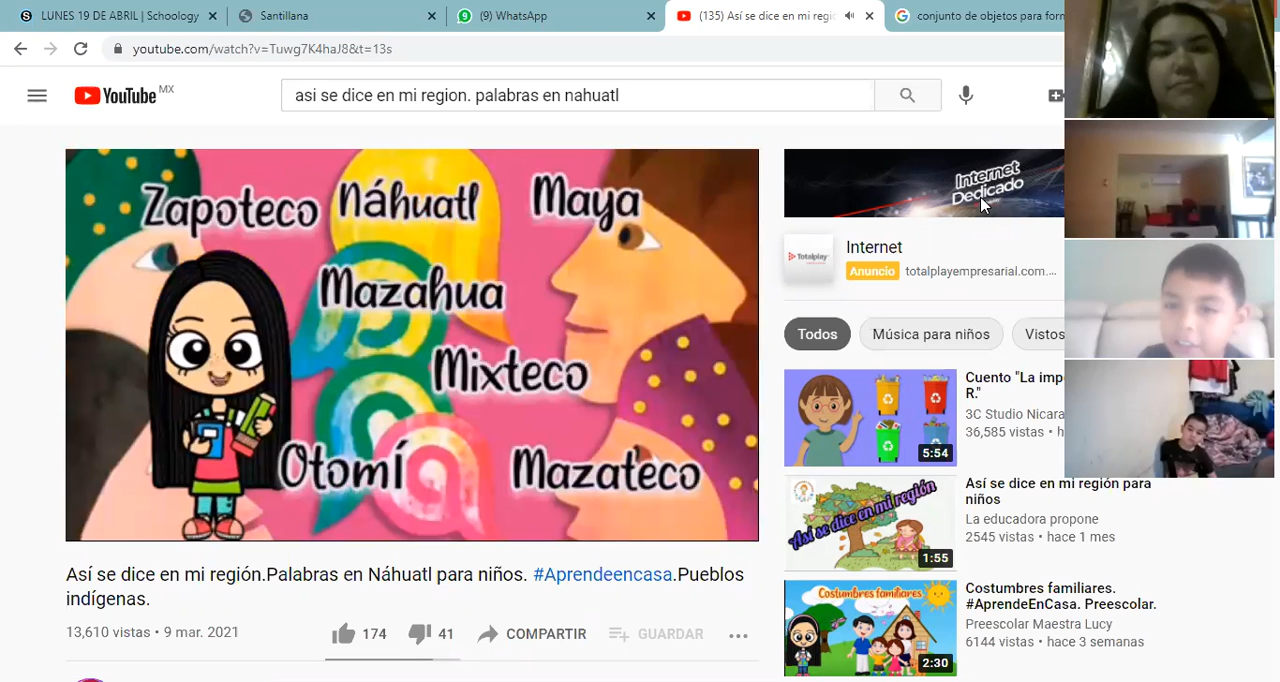 LUNES 19 DE ABRIL | Schoology
Santillana
(9) WhatsApp
(135) Así se dice en mi regi
conjunto de objetos para for
youtube.com/watch?v=Tuwg7K4haJ8&t=13s
YouTube MX
asi se dice en mi region. palabras en nahuatl
Zapoteco
Náhuatl
Maya
Mazahua
Mixteco
Otomí
Mazateco
Así se dice en mi región.Palabras en Náhuatl para niños. #Aprendeencasa.Pueblos
indígenas.
13,610 vistas • 9 mar. 2021
174
41
COMPARTIR
GUARDAR
Internet
Dedicado
Totalplay
Internet
Anuncio totalplayempresarial.com....
Todos
Música para niños
Vistos
5:54
Cuento "La imp
R."
3C Studio Nicara
36,585 vistas • h
Así se dice en mi región
1:55
Así se dice en mi región para
niños
La educadora propone
2545 vistas • hace 1 mes
Costumbres familiares
2:30
Costumbres familiares.
#AprendeEnCasa. Preescolar.
Preescolar Maestra Lucy
6144 vistas • hace 3 semanas